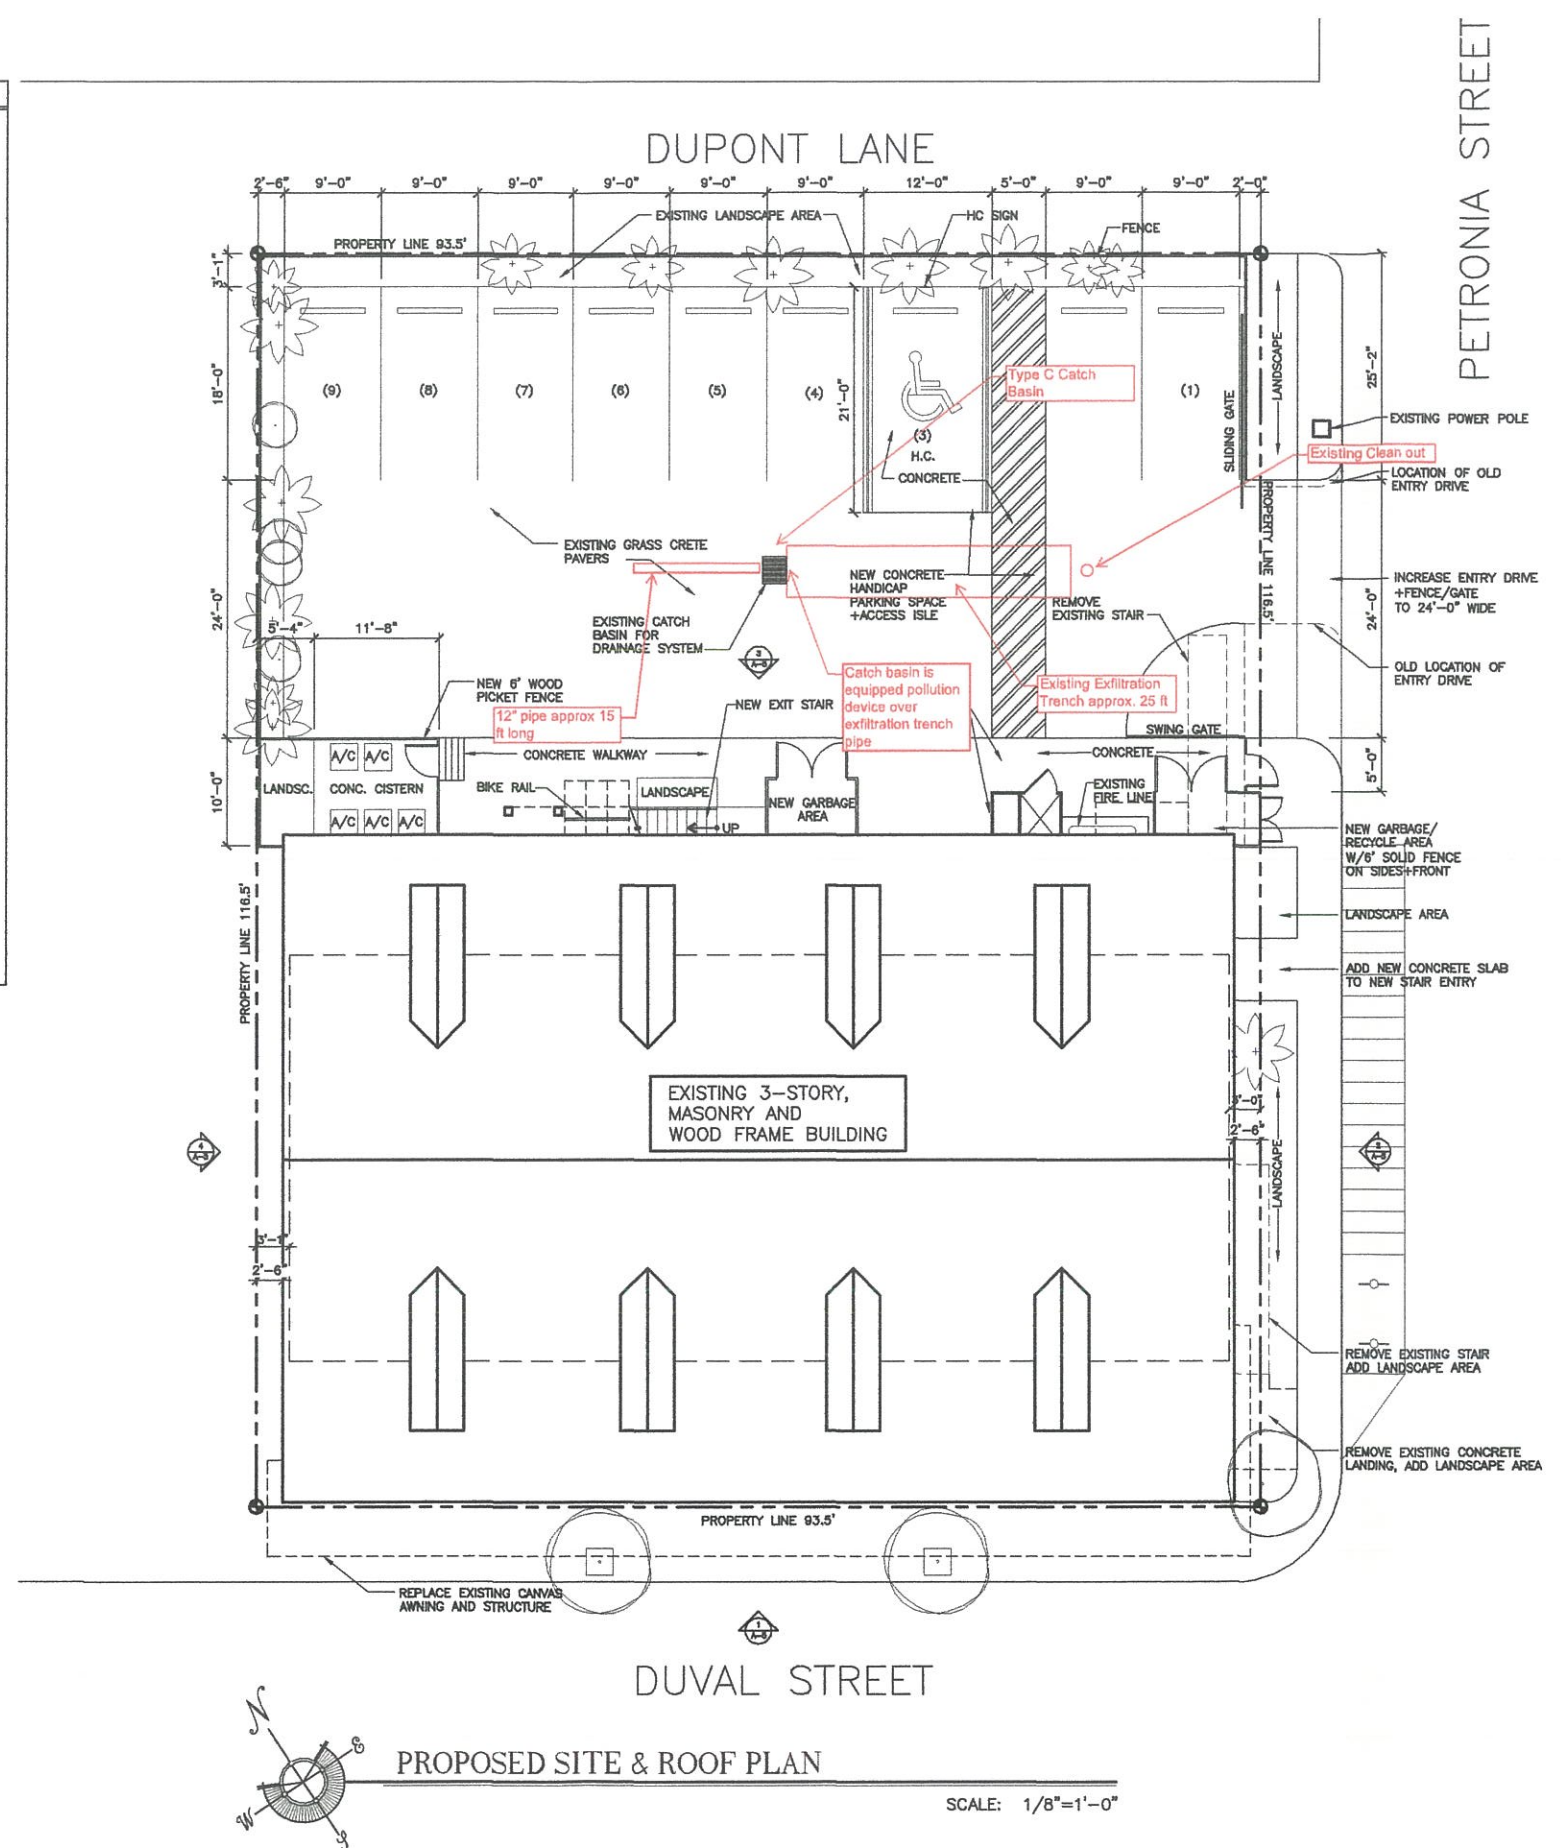 PETRONIA STREET
DUPONT LANE
2'-6"
9'-0"
9'-0"
9'-0"
9'-0"
9'-0"
9'-0"
12'-0"
5'-0"
9'-0"
9'-0"
2'-0"
EXISTING LANDSCAPE AREA
HC SIGN
FENCE
PROPERTY LINE 93.5'
3'-1"
18'-0"
24'-0"
10'-0"
(9)
(8)
(7)
(6)
(5)
(4)
21'-0"
(3)
H.C.
CONCRETE
(1)
Type C Catch
Basin
SLIDING GATE
LANDSCAPE
25'-2"
EXISTING POWER POLE
Existing Clean out
LOCATION OF OLD
ENTRY DRIVE
PROPERTY LINE 116.5'
EXISTING GRASS CRETE
PAVERS
NEW CONCRETE
HANDICAP
PARKING SPACE
+ACCESS ISLE
REMOVE
EXISTING STAIR
INCREASE ENTRY DRIVE
+FENCE/GATE
TO 24'-0" WIDE
24'-0"
5'-4"
11'-8"
EXISTING CATCH
BASIN FOR
DRAINAGE SYSTEM
3
A-5
OLD LOCATION OF
ENTRY DRIVE
NEW 6' WOOD
PICKET FENCE
12" pipe approx 15
ft long
NEW EXIT STAIR
Catch basin is
equipped pollution
device over
exfiltration trench
pipe
Existing Exfiltration
Trench approx. 25 ft
SWING GATE
A/C
A/C
CONCRETE WALKWAY
CONCRETE
5'-0"
LANDSC.
CONC. CISTERN
BIKE RAIL
LANDSCAPE
NEW GARBAGE
AREA
EXISTING
FIRE LINE
A/C
A/C
A/C
UP
NEW GARBAGE/
RECYCLE AREA
W/6' SOLID FENCE
ON SIDES+FRONT
PROPERTY LINE 116.5'
LANDSCAPE AREA
ADD NEW CONCRETE SLAB
TO NEW STAIR ENTRY
EXISTING 3-STORY,
MASONRY AND
WOOD FRAME BUILDING
4
A-5
2'-6"
LANDSCAPE
3'-1"
2'-6"
REMOVE EXISTING STAIR
ADD LANDSCAPE AREA
REMOVE EXISTING CONCRETE
LANDING, ADD LANDSCAPE AREA
PROPERTY LINE 93.5'
REPLACE EXISTING CANVAS
AWNING AND STRUCTURE
1
DUVAL STREET
N
E
W
S
PROPOSED SITE & ROOF PLAN
SCALE: 1/8"=1'-0"